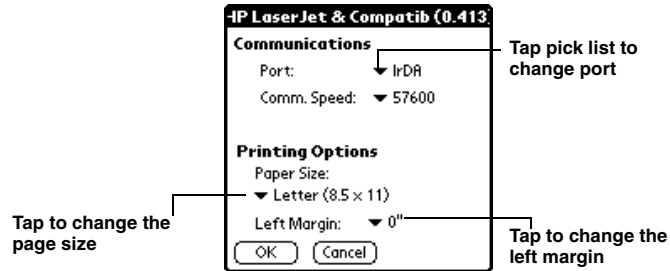 HP LaserJet & Compatib (0.413
Communications
Port: IrDA
Comm. Speed: 57600
Tap pick list to
change port
Printing Options
Paper Size:
Letter (8.5 x 11)
Left Margin: 0"
OK Cancel
Tap to change the
page size
Tap to change the
left margin